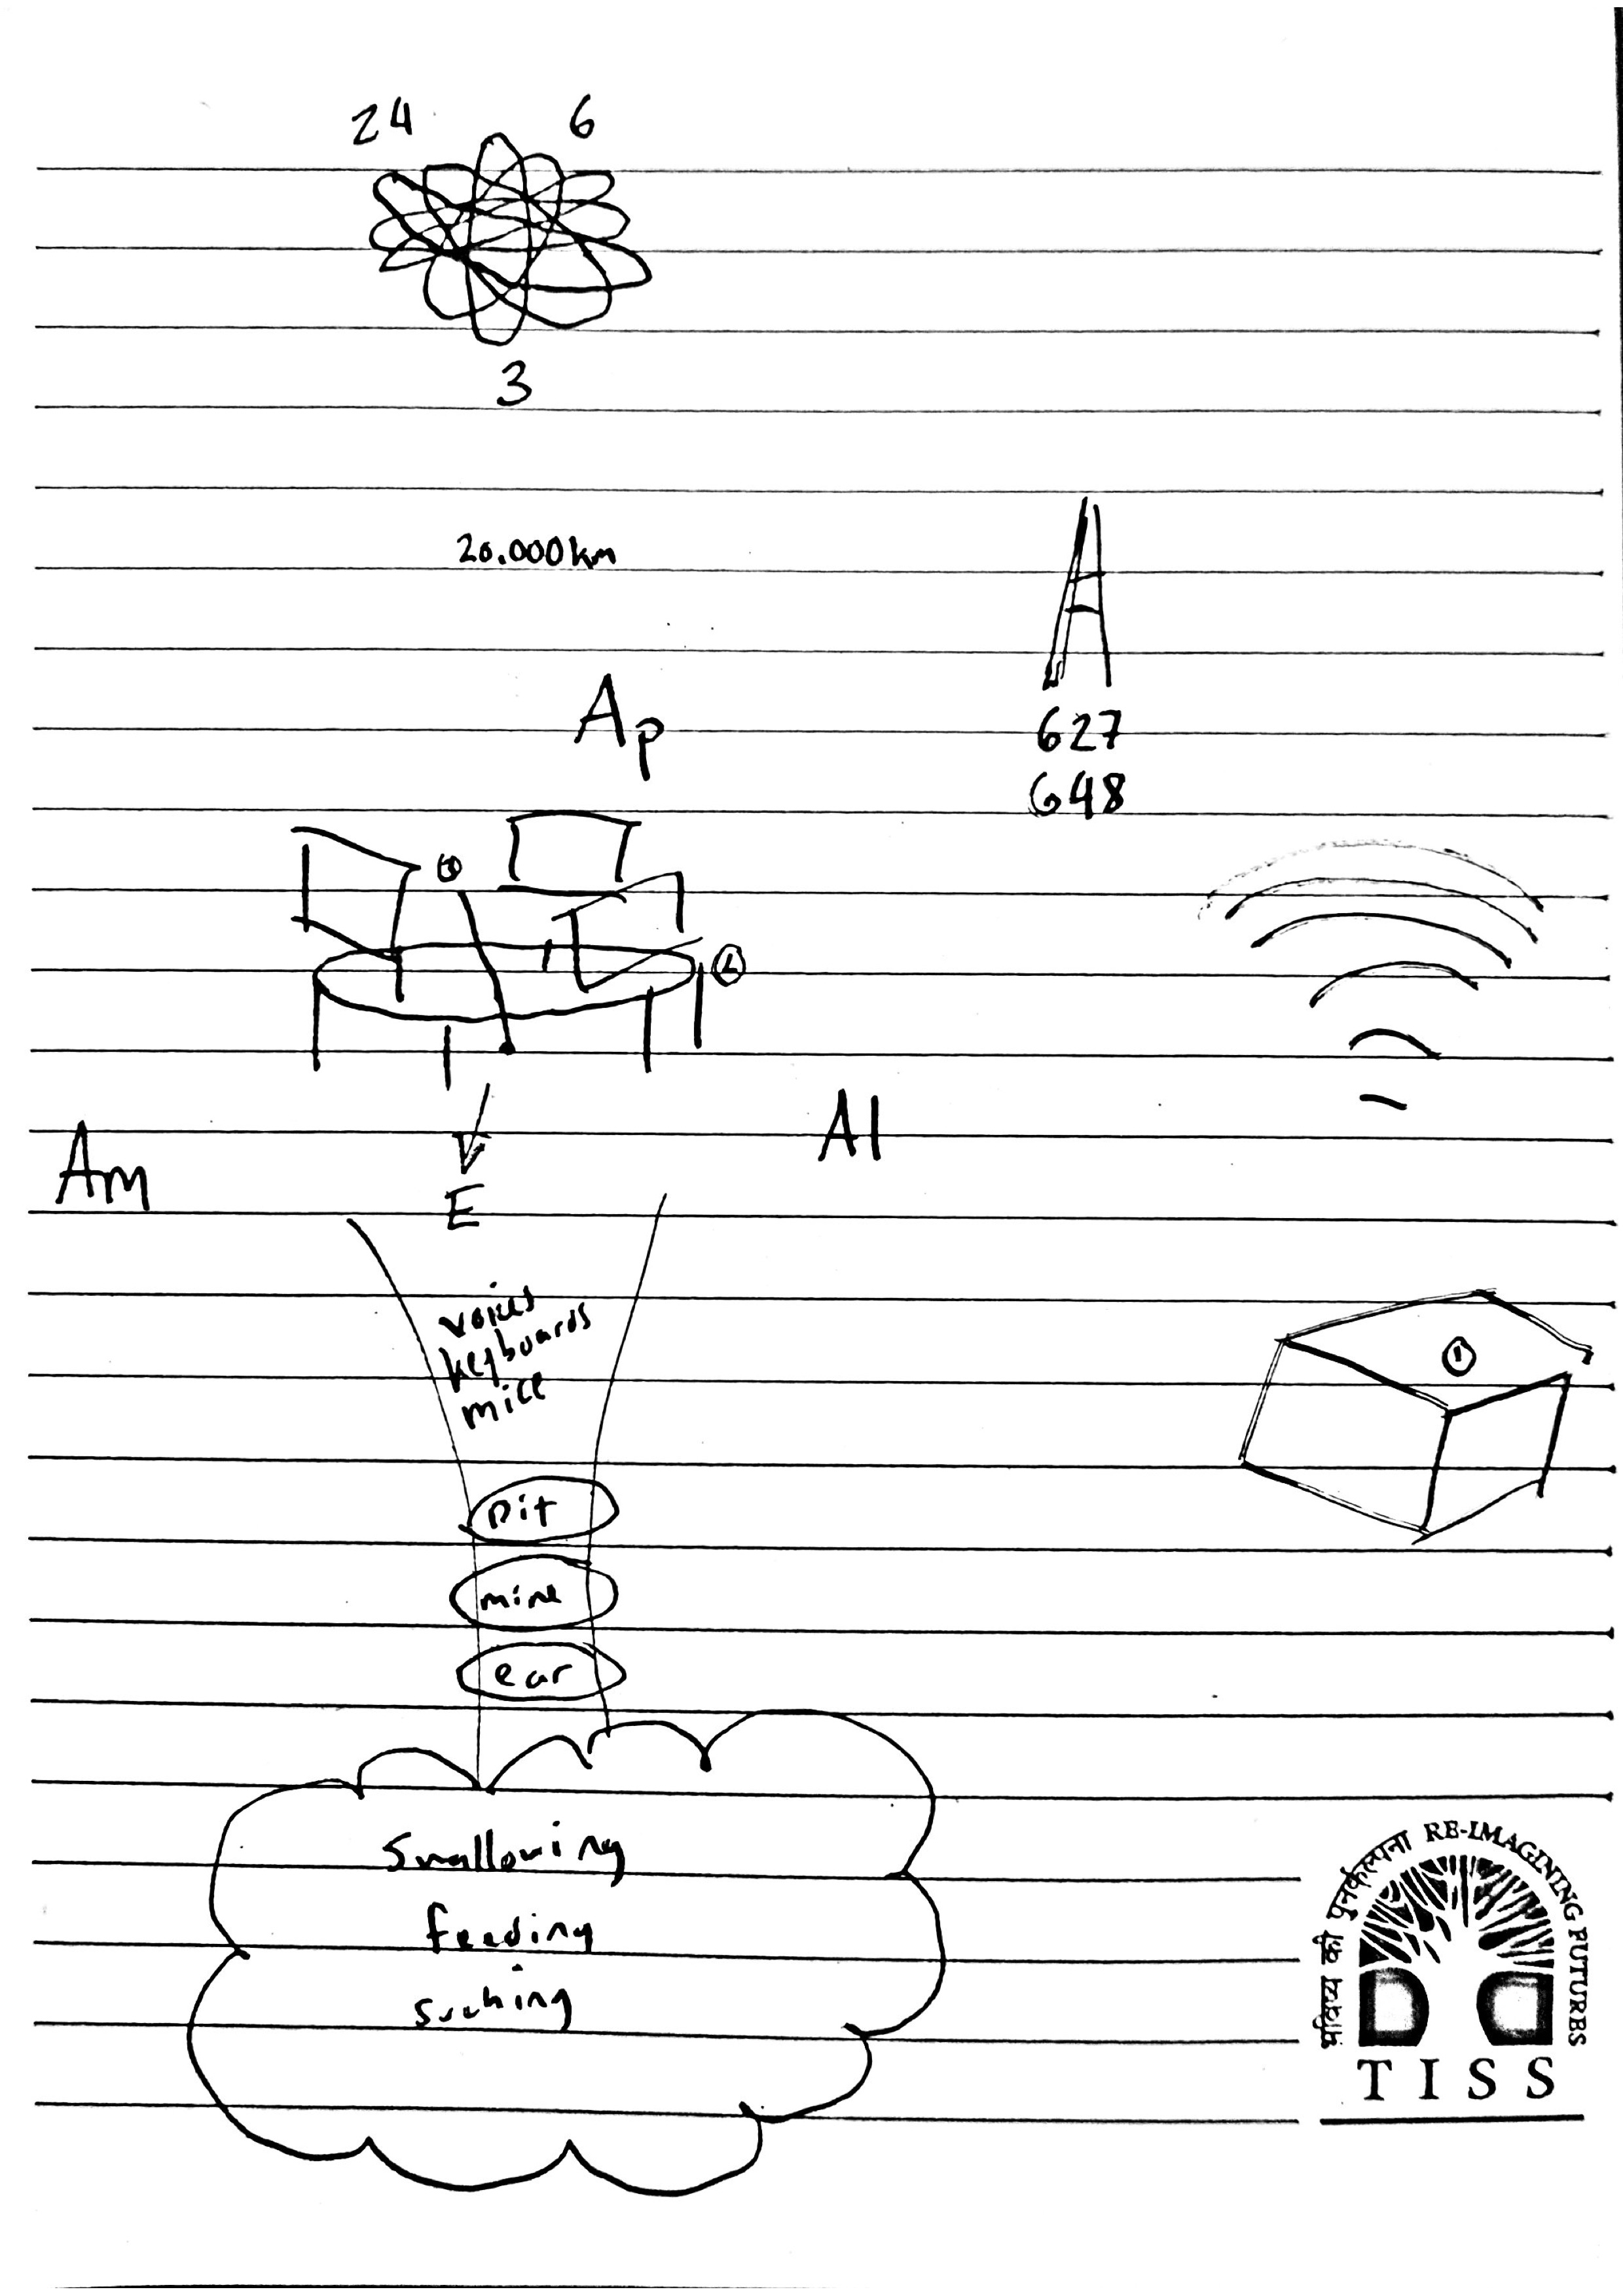 24 6
3
20.000km
Ap
627
648
Am
Al
E
voices
keyboards
mice
①
pit
mine
ear
Swallowing
feeding
sucking
भविष्य की पुनर्कल्पना RE-IMAGINING FUTURES
TISS